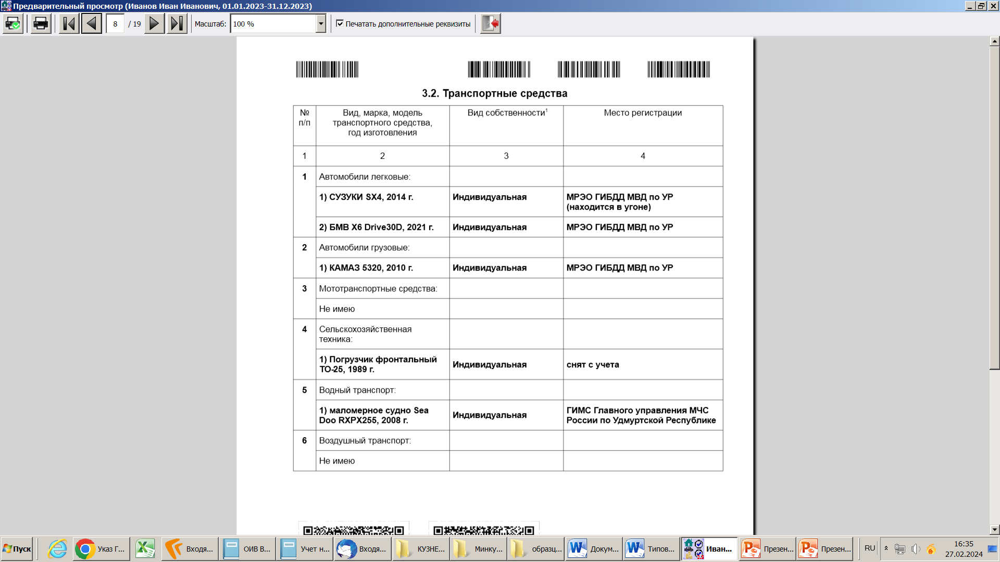 Предварительный просмотр (Иванов Иван Иванович, 01.01.2023-31.12.2023)
8 / 19 Масштаб: 100 % Печатать дополнительные реквизиты
3.2. Транспортные средства
№ п/п
Вид, марка, модель
транспортного средства,
год изготовления
Вид собственности1
Место регистрации
1 2 3 4
1 Автомобили легковые:
1) СУЗУКИ SX4, 2014 г. Индивидуальная МРЭО ГИБДД МВД по УР
(находится в угоне)
2) БМВ X6 Drive30D, 2021 г. Индивидуальная МРЭО ГИБДД МВД по УР
2 Автомобили грузовые:
1) КАМАЗ 5320, 2010 г. Индивидуальная МРЭО ГИБДД МВД по УР
3 Мототранспортные средства:
Не имею
4 Сельскохозяйственная
техника:
1) Погрузчик фронтальный
ТО-25, 1989 г.
Индивидуальная
снят с учета
5 Водный транспорт:
1) маломерное судно Sea
Doo RXPX255, 2008 г.
Индивидуальная
ГИМС Главного управления МЧС
России по Удмуртской Республике
6 Воздушный транспорт:
Не имею
Пуск Указ Г... Входя... ОИВ В... Учет н... Входя... КУЗНЕ... Минку... образц... Докум... Типов... Иван... Презен... Презен... RU 16:35
27.02.2024